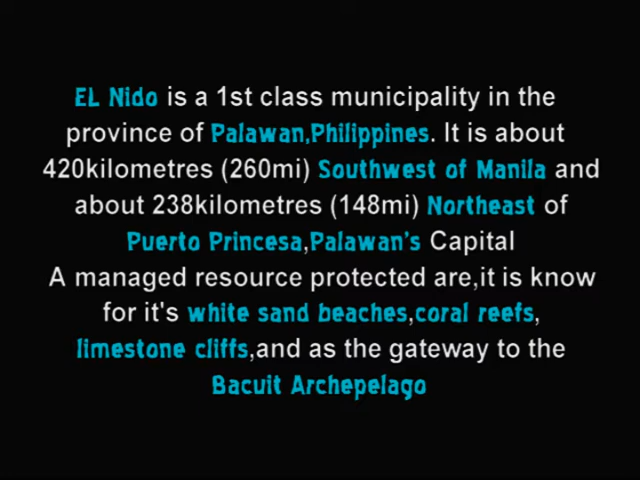 EL Nido is a 1st class municipality in the
province of Palawan,Philippines. It is about
420kilometres (260mi) Southwest of Manila and
about 238kilometres (148mi) Northeast of
Puerto Princesa,Palawan's Capital
A managed resource protected are,it is know
for it's white sand beaches,coral reefs,
limestone cliffs,and as the gateway to the
Bacuit Archepelago